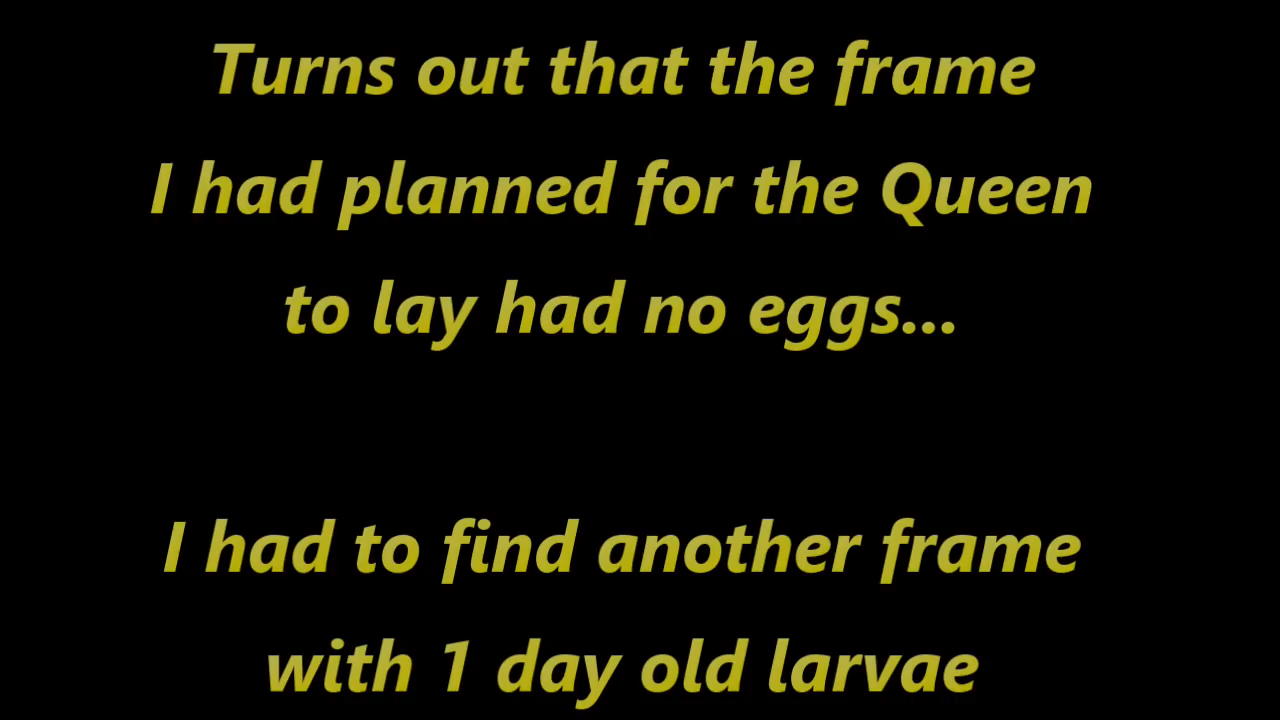 Turns out that the frame
I had planned for the Queen
to lay had no eggs...
I had to find another frame
with 1 day old larvae